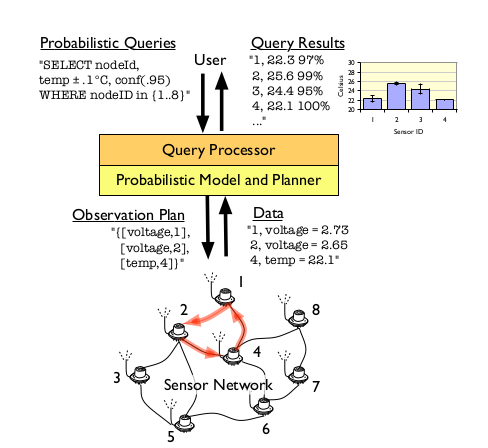 Probabilistic Queries
"SELECT nodeID,
temp ± .1°C, conf(.95)
WHERE nodeID in {1..8}"
User
Query Results
"1, 22.3 97%
2, 25.6 99%
3, 24.4 95%
4, 22.1 100%
..."
Celsius
30
28
26
24
22
20
1 2 3 4
Sensor ID
Query Processor
Probabilistic Model and Planner
Observation Plan
"{[voltage,1],
[voltage,2],
[temp,4]}"
Data
"1, voltage = 2.73
2, voltage = 2.65
4, temp = 22.1"
1
2
8
4
3
7
Sensor Network
6
5